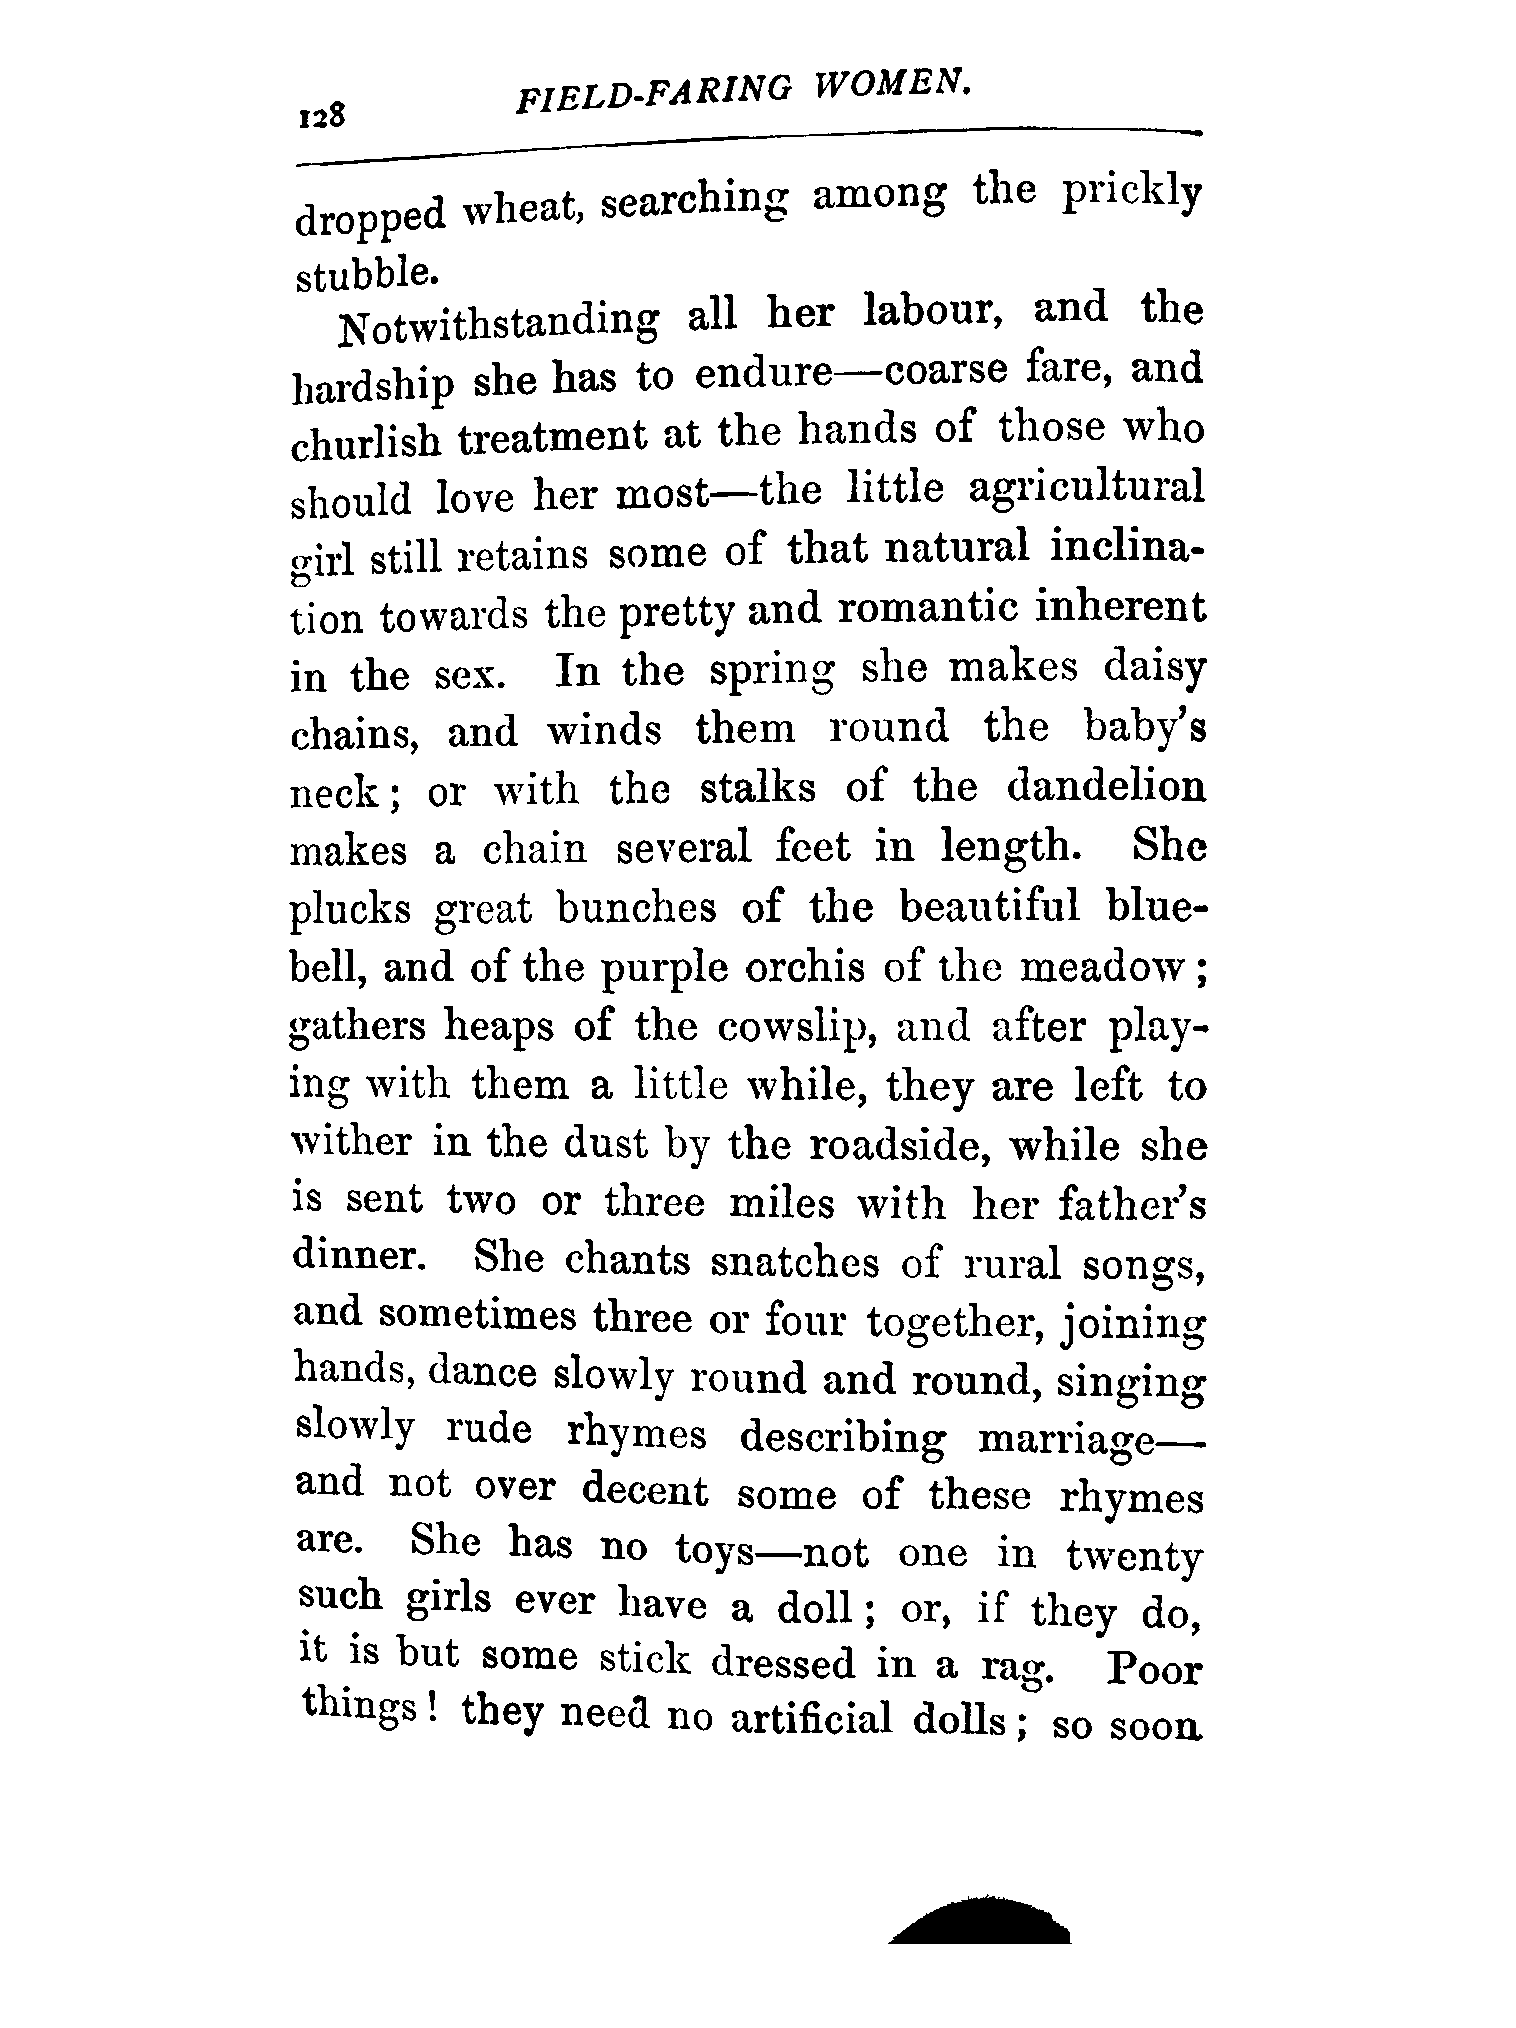 128 FIELD-FARING WOMEN.
dropped wheat, searching among the prickly
stubble.
Notwithstanding all her labour, and the
hardship she has to endure—coarse fare, and
churlish treatment at the hands of those who
should love her most—the little agricultural
girl still retains some of that natural inclina-
tion towards the pretty and romantic inherent
in the sex. In the spring she makes daisy
chains, and winds them round the baby's
neck; or with the stalks of the dandelion
makes a chain several feet in length. She
plucks great bunches of the beautiful blue-
bell, and of the purple orchis of the meadow;
gathers heaps of the cowslip, and after play-
ing with them a little while, they are left to
wither in the dust by the roadside, while she
is sent two or three miles with her father's
dinner. She chants snatches of rural songs,
and sometimes three or four together, joining
hands, dance slowly round and round, singing
slowly rude rhymes describing marriage—
and not over decent some of these rhymes
are. She has no toys—not one in twenty
such girls ever have a doll; or, if they do,
it is but some stick dressed in a rag. Poor
things! they need no artificial dolls; so soon